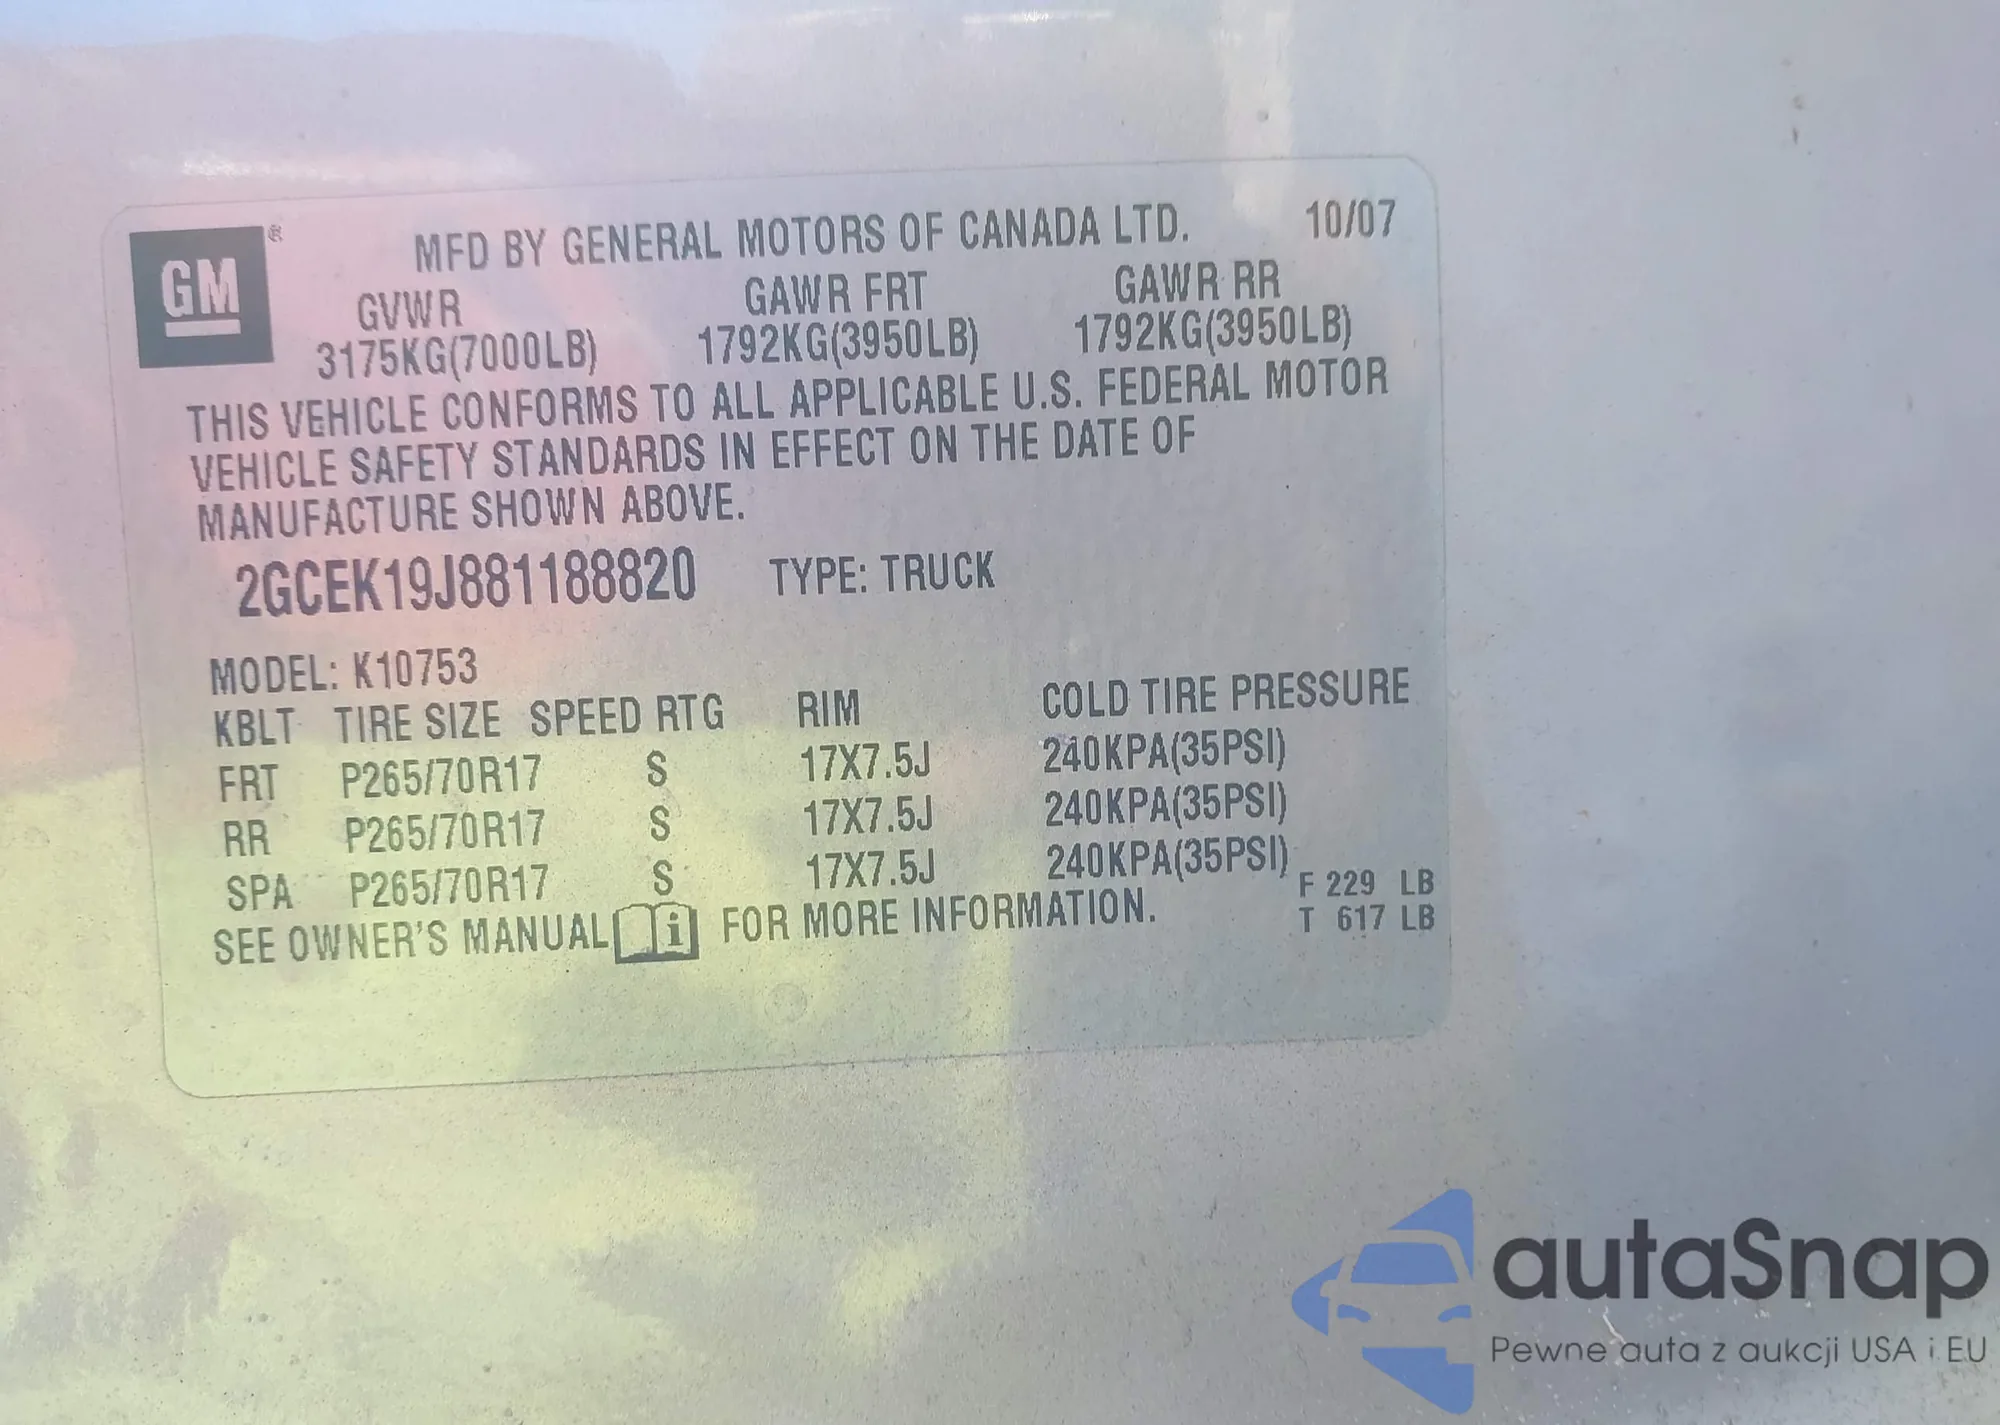 GM ®
MFD BY GENERAL MOTORS OF CANADA LTD. 10/07
GVWR GAWR FRT GAWR RR
3175KG(7000LB) 1792KG(3950LB) 1792KG(3950LB)
THIS VEHICLE CONFORMS TO ALL APPLICABLE U.S. FEDERAL MOTOR
VEHICLE SAFETY STANDARDS IN EFFECT ON THE DATE OF
MANUFACTURE SHOWN ABOVE.
2GCEK19J881188820 TYPE: TRUCK
MODEL: K10753
KBLT TIRE SIZE SPEED RTG RIM COLD TIRE PRESSURE
FRT P265/70R17 S 17X7.5J 240KPA(35PSI)
RR P265/70R17 S 17X7.5J 240KPA(35PSI)
SPA P265/70R17 S 17X7.5J 240KPA(35PSI)
F 229 LB
T 617 LB
SEE OWNER'S MANUAL i FOR MORE INFORMATION.
autaSnap
Pewne auta z aukcji USA i EU